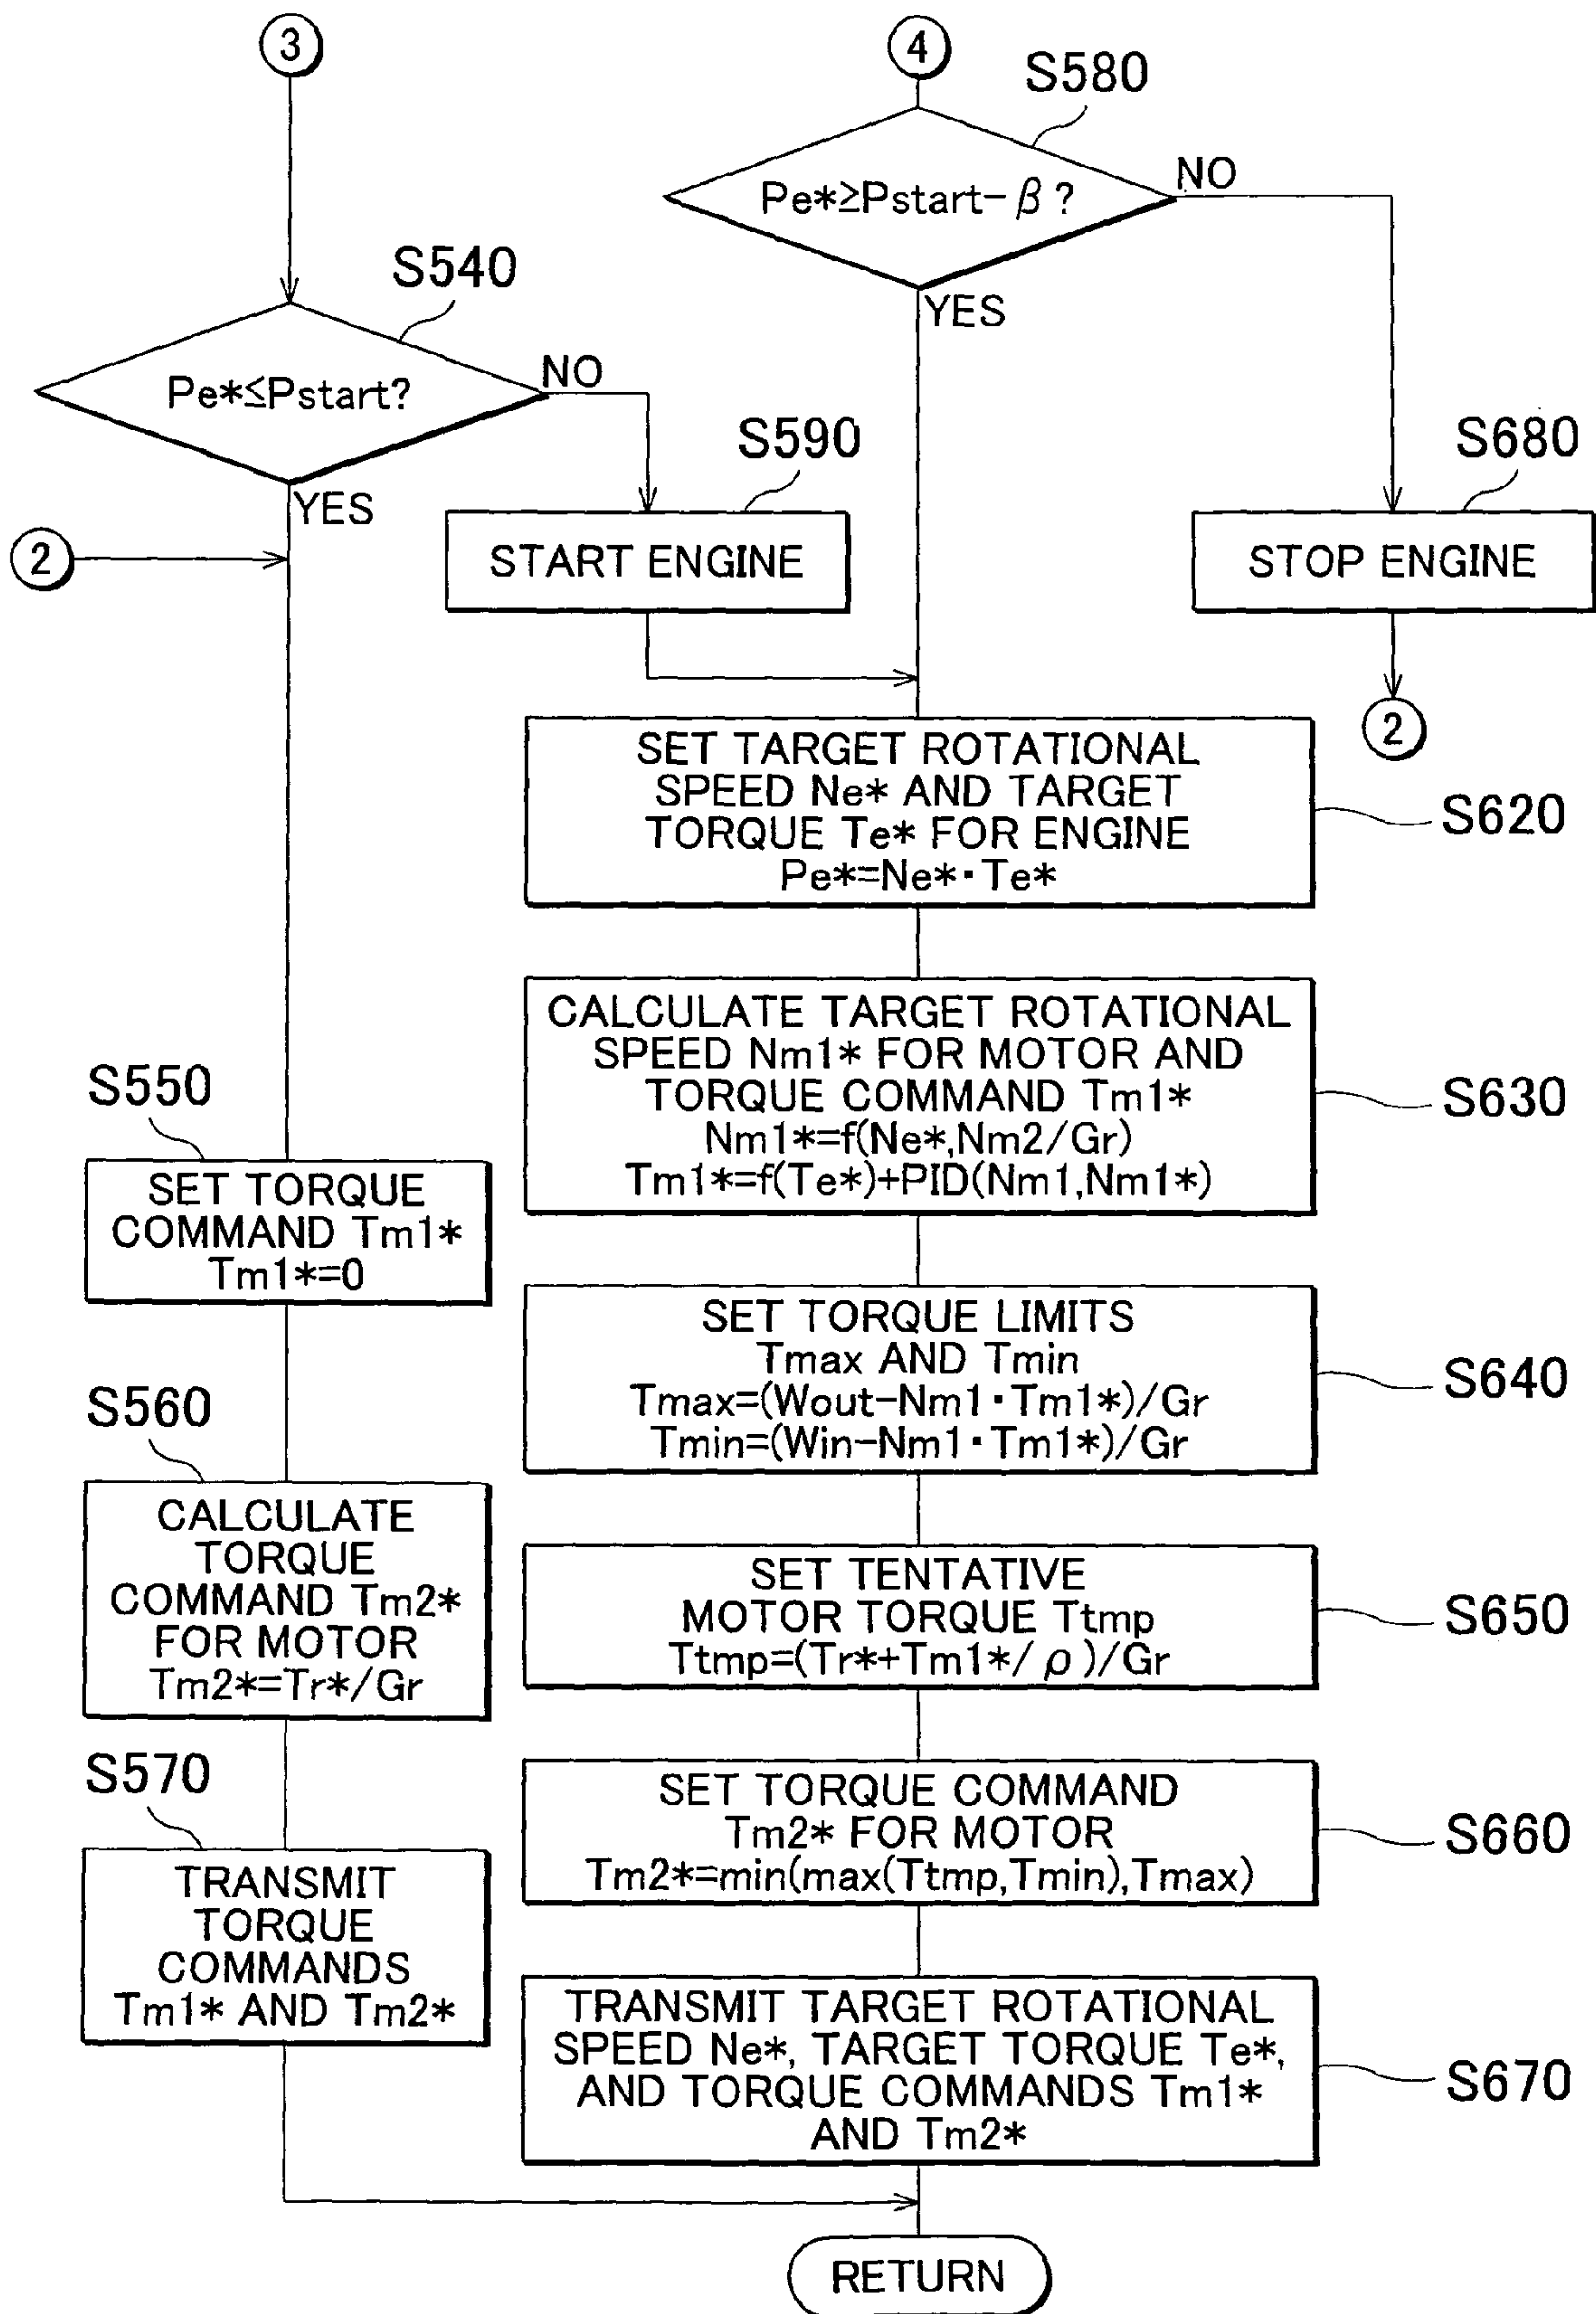 3
S540
Pe*≤Pstart?
NO
YES
2
S590
START ENGINE
S550
SET TORQUE
COMMAND Tm1*
Tm1*=0
S560
CALCULATE
TORQUE
COMMAND Tm2*
FOR MOTOR
Tm2*=Tr*/Gr
S570
TRANSMIT
TORQUE
COMMANDS
Tm1* AND Tm2*
4
S580
Pe*≥Pstart-β?
NO
YES
S680
STOP ENGINE
2
SET TARGET ROTATIONAL
SPEED Ne* AND TARGET
TORQUE Te* FOR ENGINE
Pe*=Ne*·Te*
S620
CALCULATE TARGET ROTATIONAL
SPEED Nm1* FOR MOTOR AND
TORQUE COMMAND Tm1*
Nm1*=f(Ne*,Nm2/Gr)
Tm1*=f(Te*)+PID(Nm1,Nm1*)
S630
SET TORQUE LIMITS
Tmax AND Tmin
Tmax=(Wout-Nm1·Tm1*)/Gr
Tmin=(Win-Nm1·Tm1*)/Gr
S640
SET TENTATIVE
MOTOR TORQUE Ttmp
Ttmp=(Tr*+Tm1*/ρ)/Gr
S650
SET TORQUE COMMAND
Tm2* FOR MOTOR
Tm2*=min(max(Ttmp,Tmin),Tmax)
S660
TRANSMIT TARGET ROTATIONAL
SPEED Ne*, TARGET TORQUE Te*,
AND TORQUE COMMANDS Tm1*
AND Tm2*
S670
RETURN